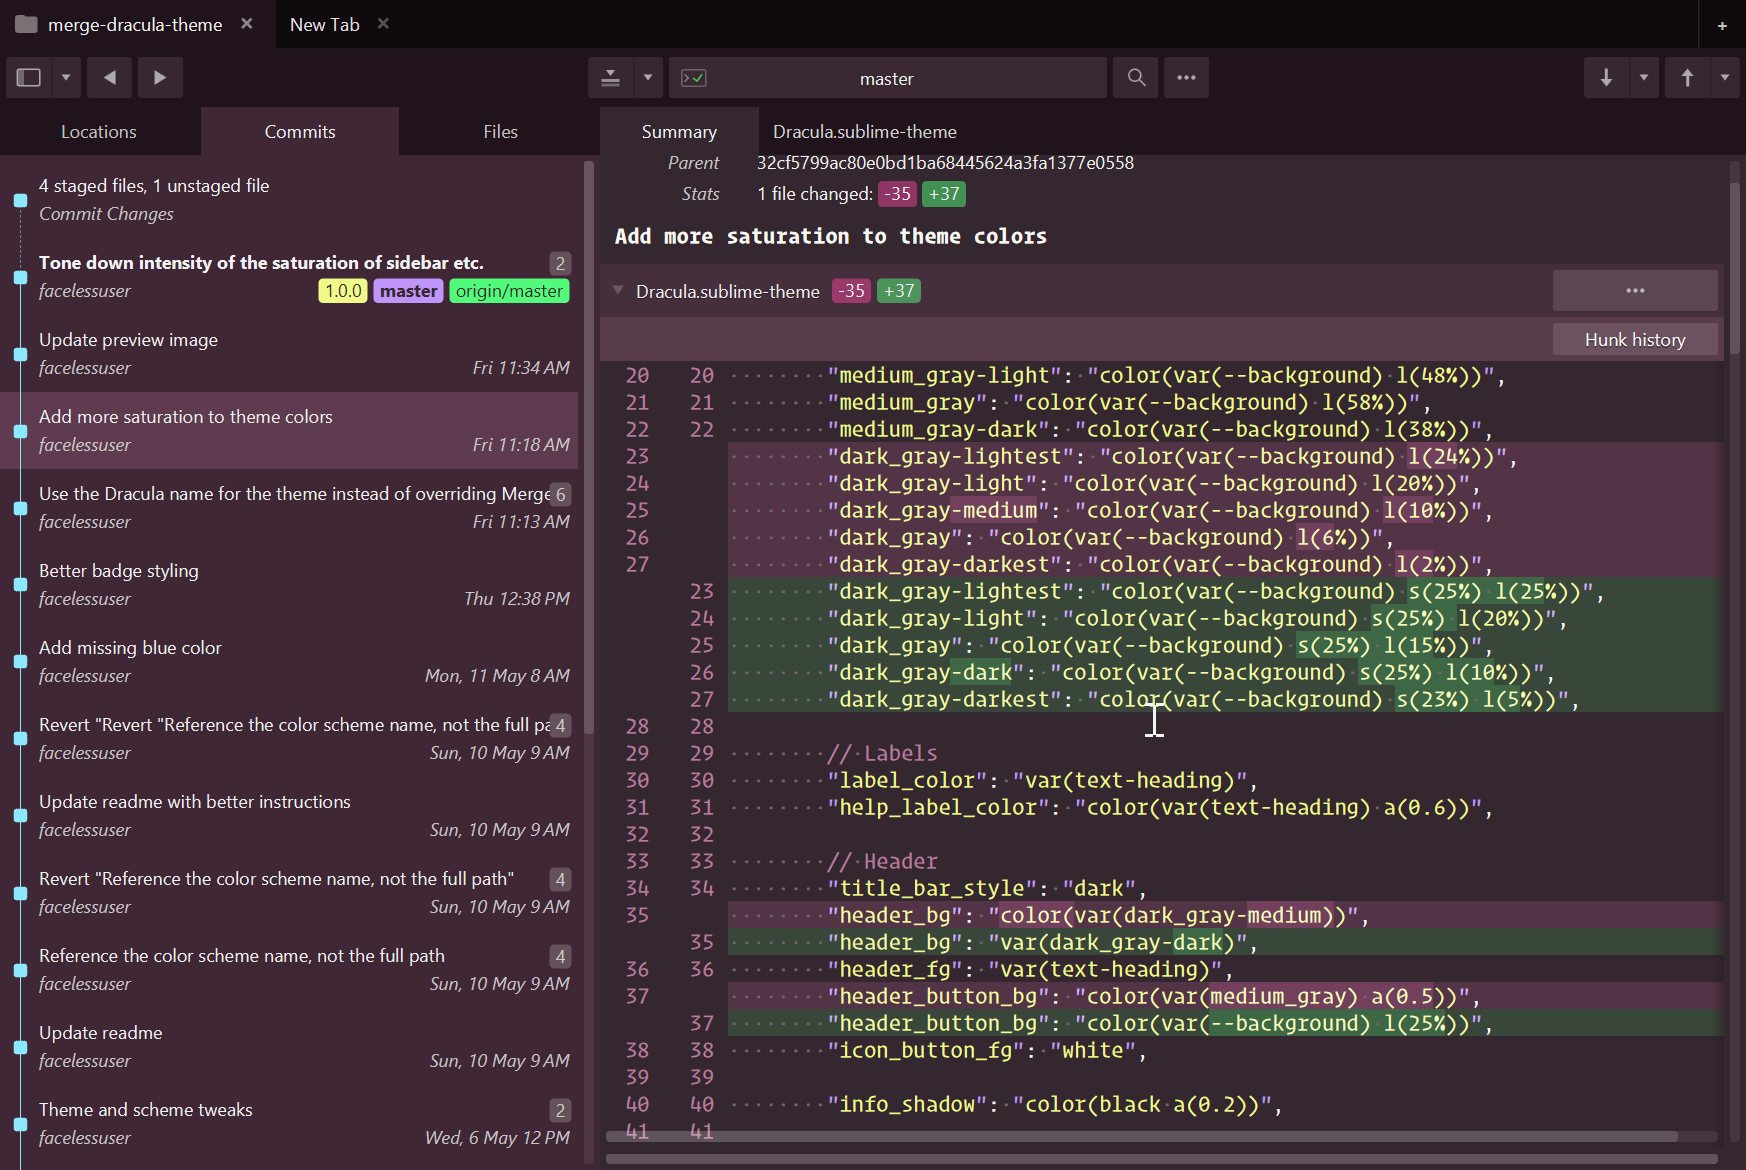 merge-dracula-theme × New Tab × +
master
Locations Commits Files
4 staged files, 1 unstaged file
Commit Changes
Tone down intensity of the saturation of sidebar etc. 2
facelessuser 1.0.0 master origin/master
Update preview image
facelessuser Fri 11:34 AM
Add more saturation to theme colors
facelessuser Fri 11:18 AM
Use the Dracula name for the theme instead of overriding Merge 6
facelessuser Fri 11:13 AM
Better badge styling
facelessuser Thu 12:38 PM
Add missing blue color
facelessuser Mon, 11 May 8 AM
Revert "Revert "Reference the color scheme name, not the full pa 4
facelessuser Sun, 10 May 9 AM
Update readme with better instructions
facelessuser Sun, 10 May 9 AM
Revert "Reference the color scheme name, not the full path" 4
facelessuser Sun, 10 May 9 AM
Reference the color scheme name, not the full path 4
facelessuser Sun, 10 May 9 AM
Update readme
facelessuser Sun, 10 May 9 AM
Theme and scheme tweaks 2
facelessuser Wed, 6 May 12 PM
Summary Dracula.sublime-theme
Parent 32cf5799ac80e0bd1ba68445624a3fa1377e0558
Stats 1 file changed: -35 +37
Add more saturation to theme colors
Dracula.sublime-theme -35 +37 •••
Hunk history
20 20 "medium_gray-light": "color(var(--background) l(48%))",
21 21 "medium_gray": "color(var(--background) l(58%))",
22 22 "medium_gray-dark": "color(var(--background) l(38%))",
23 "dark_gray-lightest": "color(var(--background) l(24%))",
24 "dark_gray-light": "color(var(--background) l(20%))",
25 "dark_gray-medium": "color(var(--background) l(10%))",
26 "dark_gray": "color(var(--background) l(6%))",
27 "dark_gray-darkest": "color(var(--background) l(2%))",
23 "dark_gray-lightest": "color(var(--background) s(25%) l(25%))",
24 "dark_gray-light": "color(var(--background) s(25%) l(20%))",
25 "dark_gray": "color(var(--background) s(25%) l(15%))",
26 "dark_gray-dark": "color(var(--background) s(25%) l(10%))",
27 "dark_gray-darkest": "color(var(--background) s(23%) l(5%))",
28 28
29 29 // Labels
30 30 "label_color": "var(text-heading)",
31 31 "help_label_color": "color(var(text-heading) a(0.6))",
32 32
33 33 // Header
34 34 "title_bar_style": "dark",
35 "header_bg": "color(var(dark_gray-medium))",
35 "header_bg": "var(dark_gray-dark)",
36 36 "header_fg": "var(text-heading)",
37 "header_button_bg": "color(var(medium_gray) a(0.5))",
37 "header_button_bg": "color(var(--background) l(25%))",
38 38 "icon_button_fg": "white",
39 39
40 40 "info_shadow": "color(black a(0.2))",
41 41